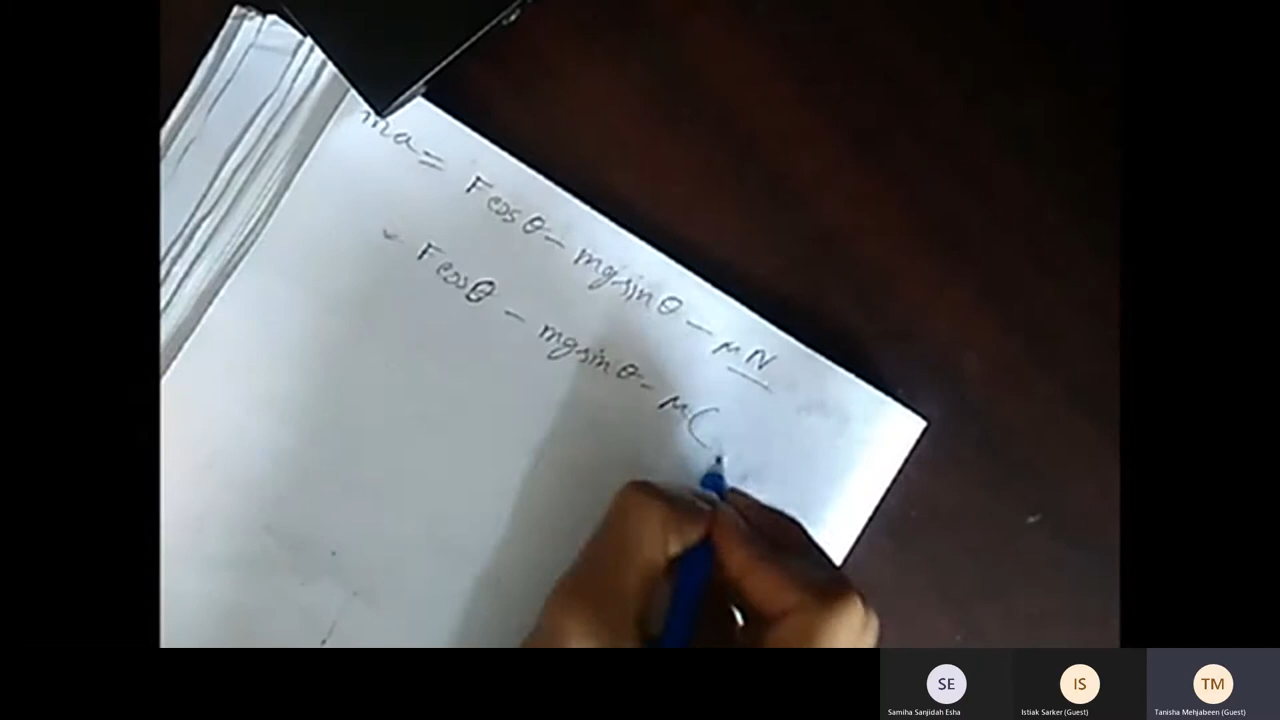 ma = F cos θ - mg sin θ - μN
= F cos θ - mg sin θ - μ(
SE
IS
TM
Samiha Sanjidah Esha
Istiak Sarker (Guest)
Tanisha Mehjabeen (Guest)